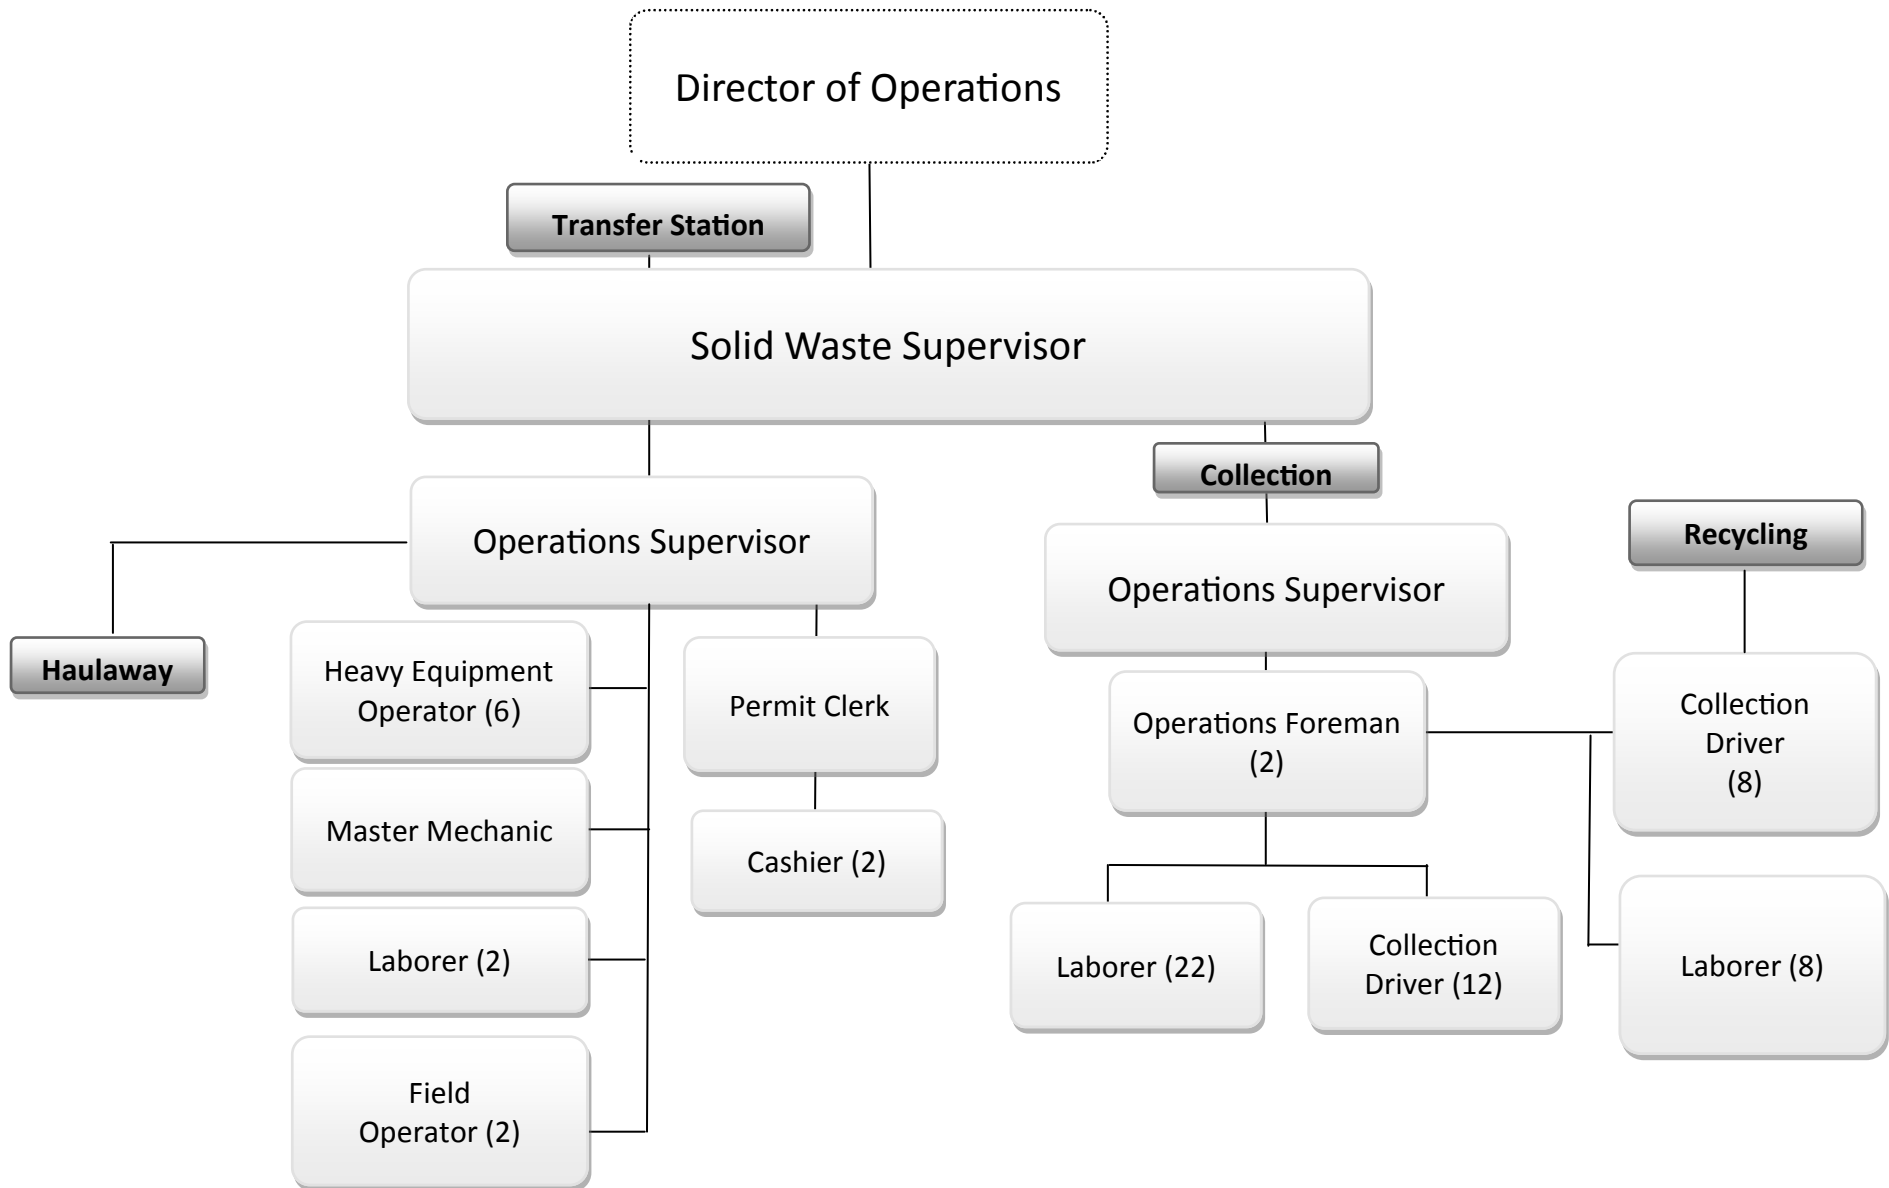 Director of Operations
Transfer Station
Solid Waste Supervisor
Operations Supervisor
Haulaway
Heavy Equipment
Operator (6)
Master Mechanic
Laborer (2)
Field
Operator (2)
Permit Clerk
Cashier (2)
Collection
Operations Supervisor
Operations Foreman
(2)
Laborer (22)
Collection
Driver (12)
Recycling
Collection
Driver
(8)
Laborer (8)